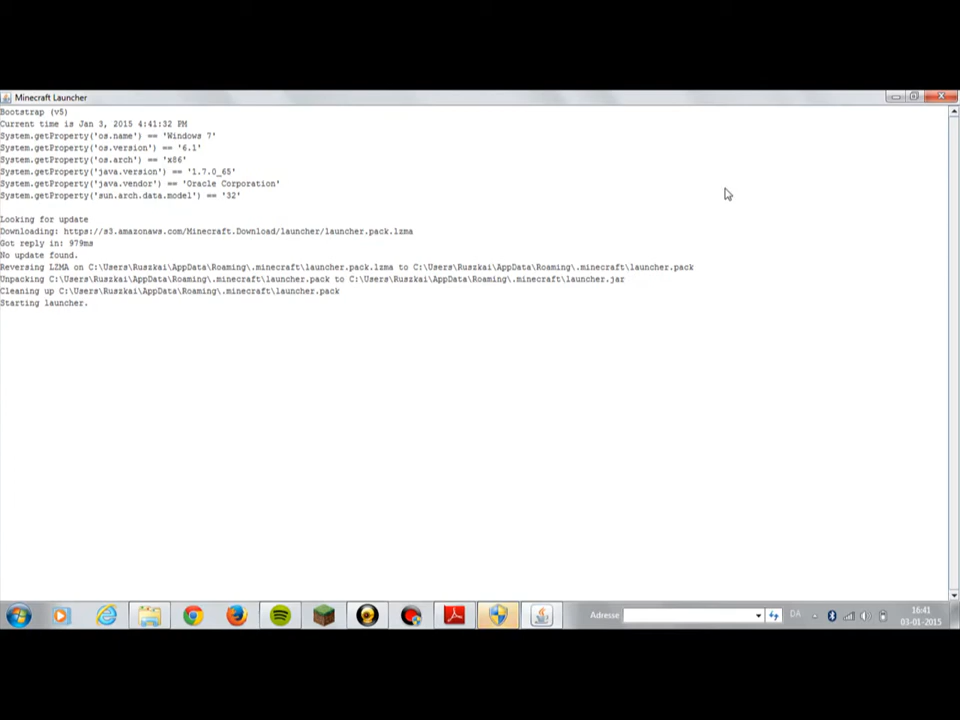 Minecraft Launcher
Bootstrap (v5)
Current time is Jan 3, 2015 4:41:32 PM
System.getProperty('os.name') == 'Windows 7'
System.getProperty('os.version') == '6.1'
System.getProperty('os.arch') == 'x86'
System.getProperty('java.version') == '1.7.0_65'
System.getProperty('java.vendor') == 'Oracle Corporation'
System.getProperty('sun.arch.data.model') == '32'
Looking for update
Downloading: https://s3.amazonaws.com/Minecraft.Download/launcher/launcher.pack.lzma
Got reply in: 979ms
No update found.
Reversing LZMA on C:\Users\Ruszkai\AppData\Roaming\.minecraft\launcher.pack.lzma to C:\Users\Ruszkai\AppData\Roaming\.minecraft\launcher.pack
Unpacking C:\Users\Ruszkai\AppData\Roaming\.minecraft\launcher.pack to C:\Users\Ruszkai\AppData\Roaming\.minecraft\launcher.jar
Cleaning up C:\Users\Ruszkai\AppData\Roaming\.minecraft\launcher.pack
Starting launcher.
Adresse
DA
16:41
03-01-2015